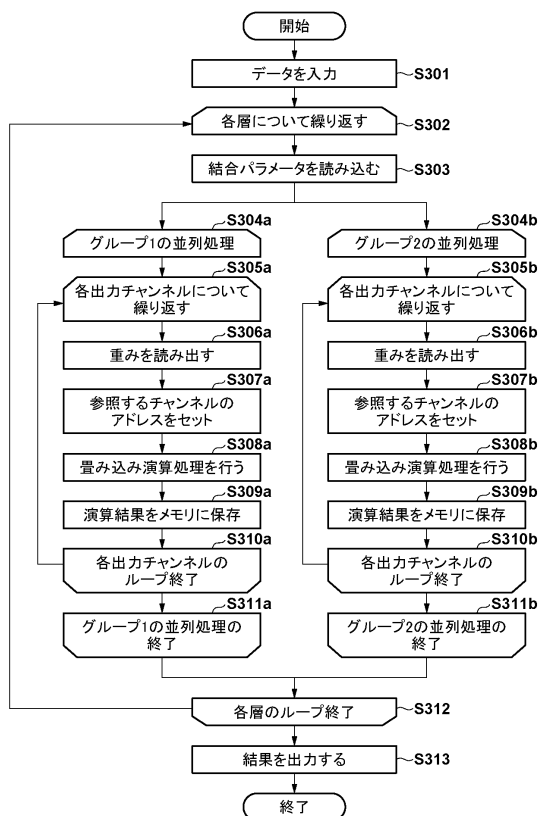 開始
データを入力
S301
各層について繰り返す
S302
結合パラメータを読み込む
S303
S304a
グループ1の並列処理
S305a
各出力チャンネルについて
繰り返す
S306a
重みを読み出す
S307a
参照するチャンネルの
アドレスをセット
S308a
畳み込み演算処理を行う
S309a
演算結果をメモリに保存
S310a
各出力チャンネルの
ループ終了
S311a
グループ1の並列処理の
終了
S304b
グループ2の並列処理
S305b
各出力チャンネルについて
繰り返す
S306b
重みを読み出す
S307b
参照するチャンネルの
アドレスをセット
S308b
畳み込み演算処理を行う
S309b
演算結果をメモリに保存
S310b
各出力チャンネルの
ループ終了
S311b
グループ2の並列処理の
終了
各層のループ終了
S312
結果を出力する
S313
終了